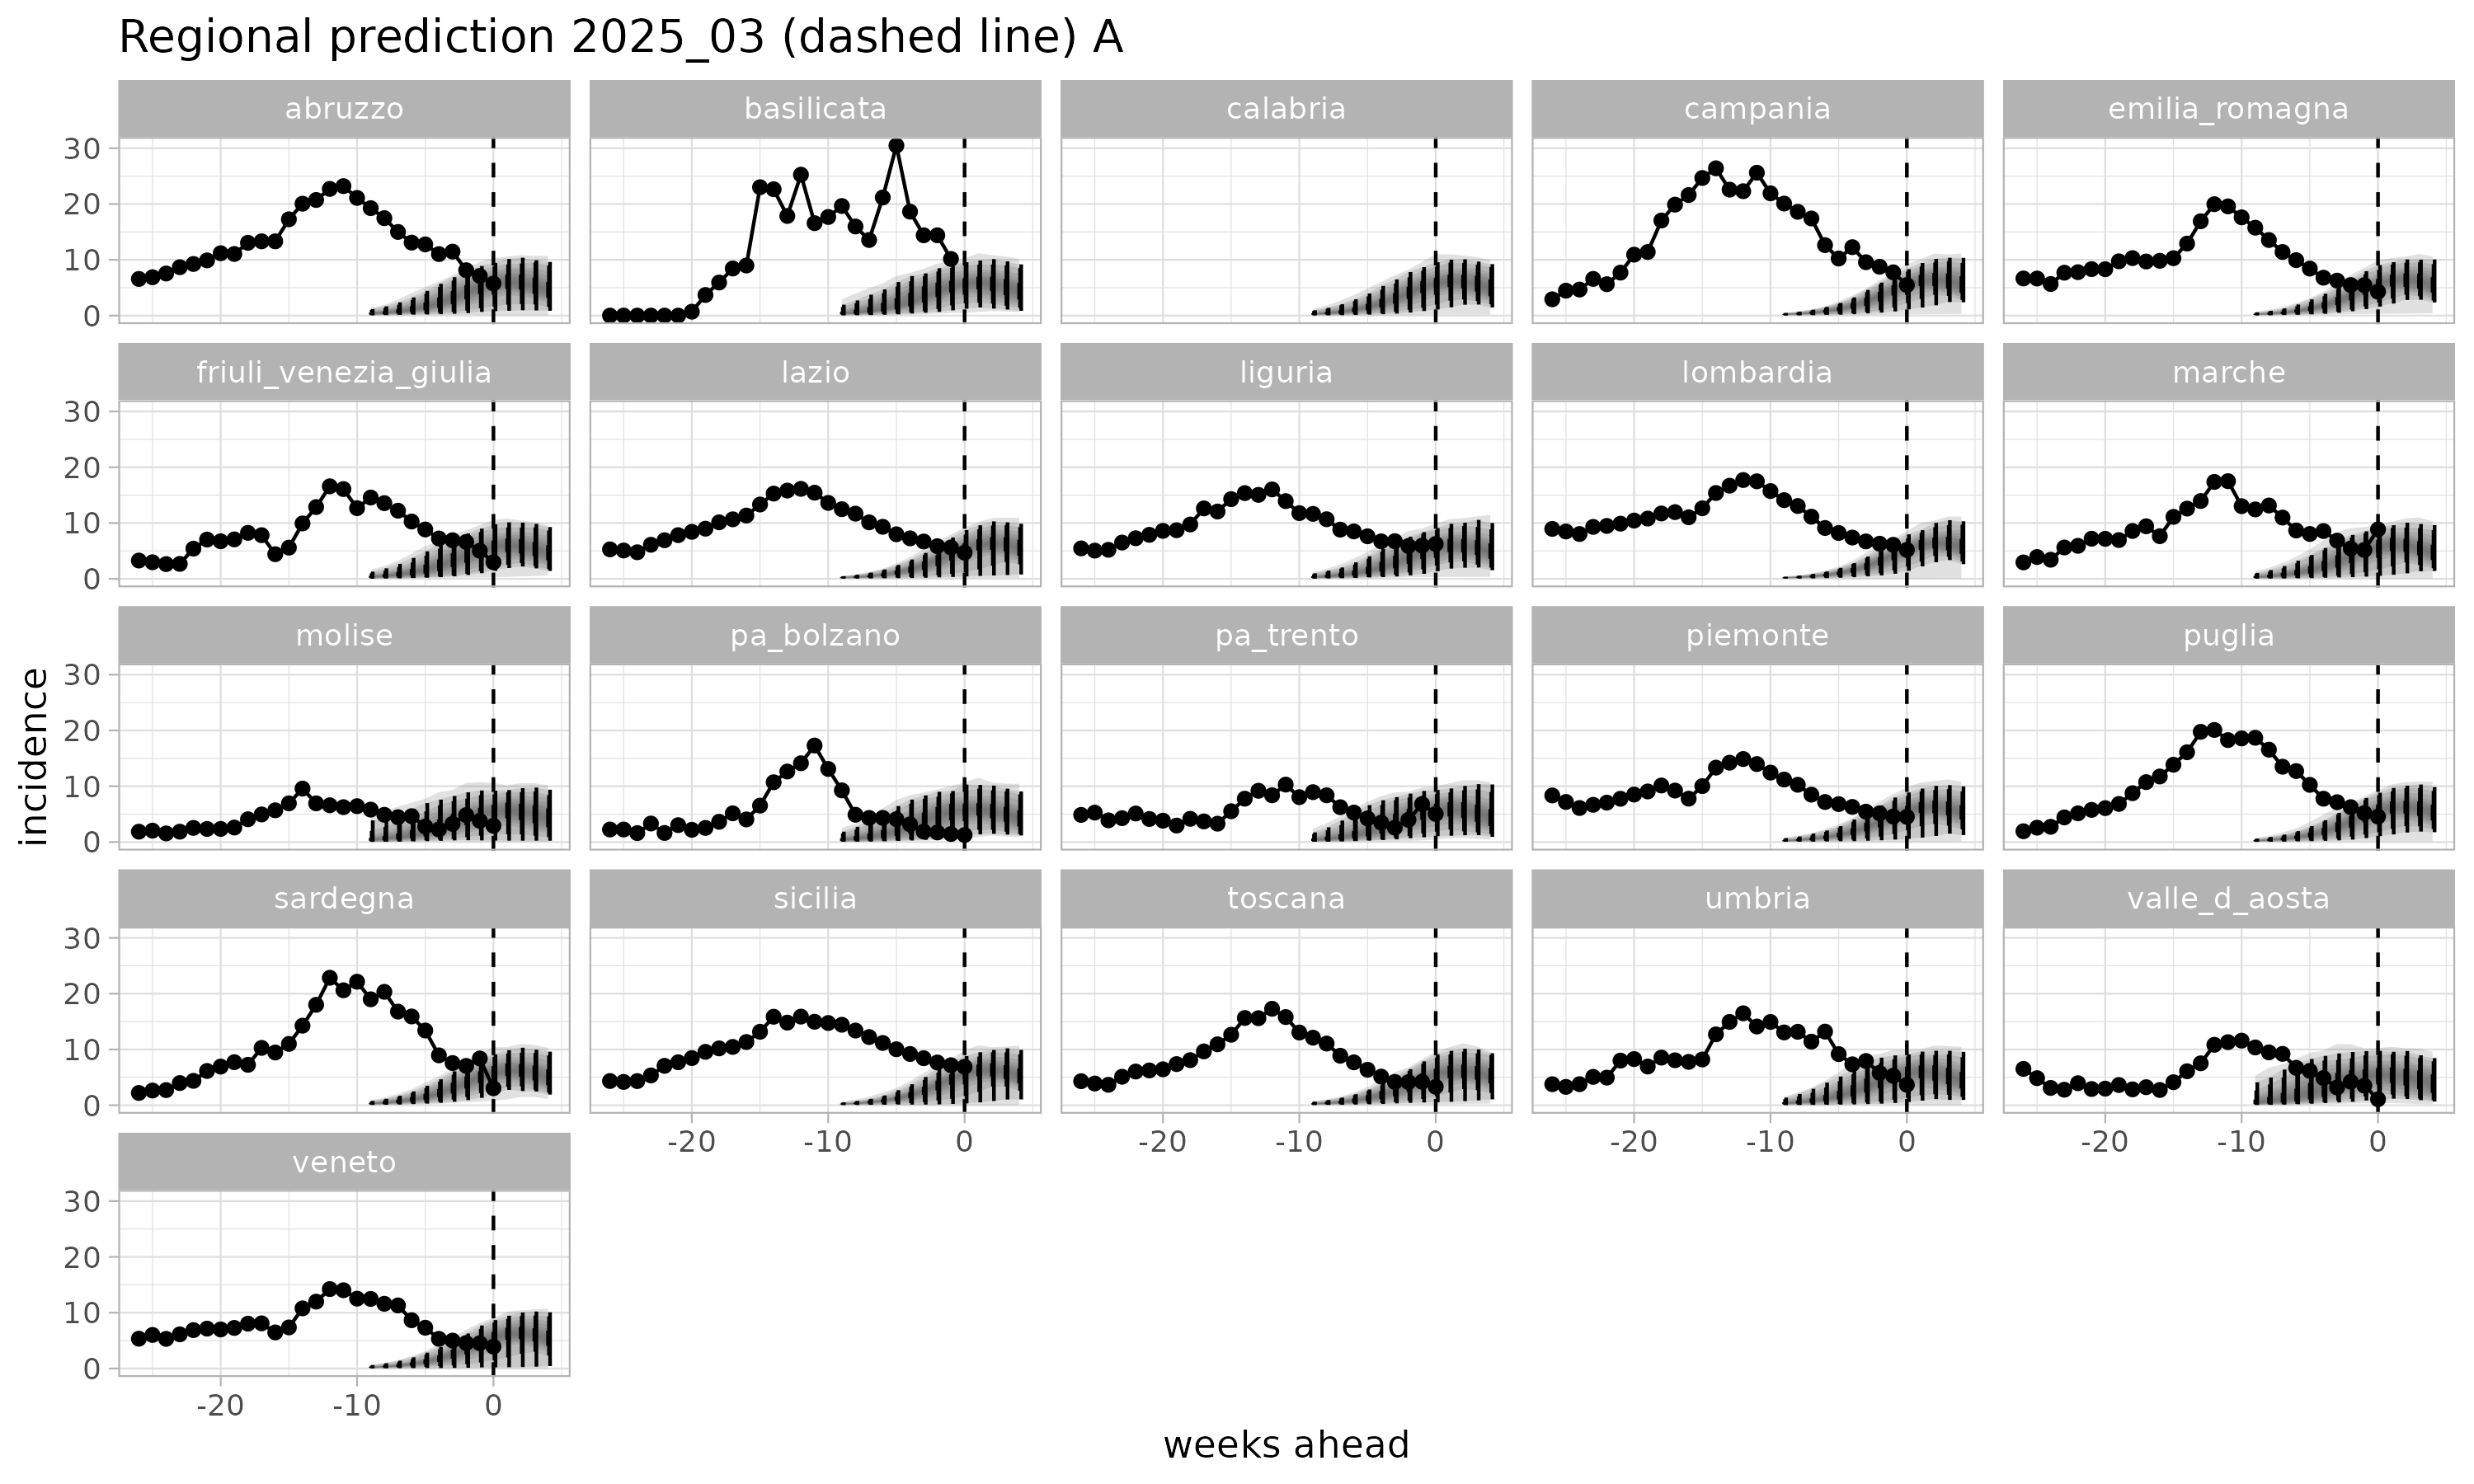 Regional prediction 2025_03 (dashed line) A
abruzzo basilicata calabria campania emilia_romagna
30
20
10
0
friuli_venezia_giulia lazio liguria lombardia marche
30
20
10
0
molise pa_bolzano pa_trento piemonte puglia
30
20
10
0
incidence
sardegna sicilia toscana umbria valle_d_aosta
30
20
10
0
-20 -10 0 -20 -10 0 -20 -10 0 -20 -10 0
veneto
30
20
10
0
-20 -10 0
weeks ahead